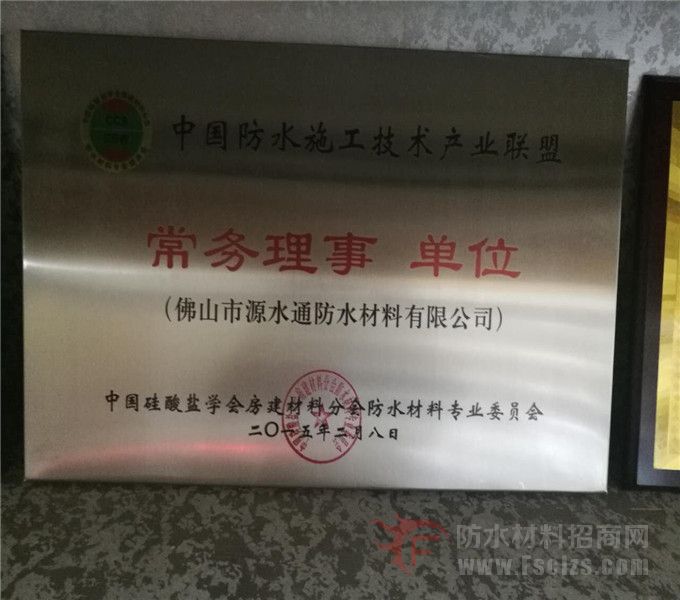 中国防水施工技术产业联盟
常务理事 单位
(佛山市源水通防水材料有限公司)
中国硅酸盐学会房建材料分会防水材料专业委员会
二〇一五年二月八日
防水材料招商网
www.Fsclzs.com